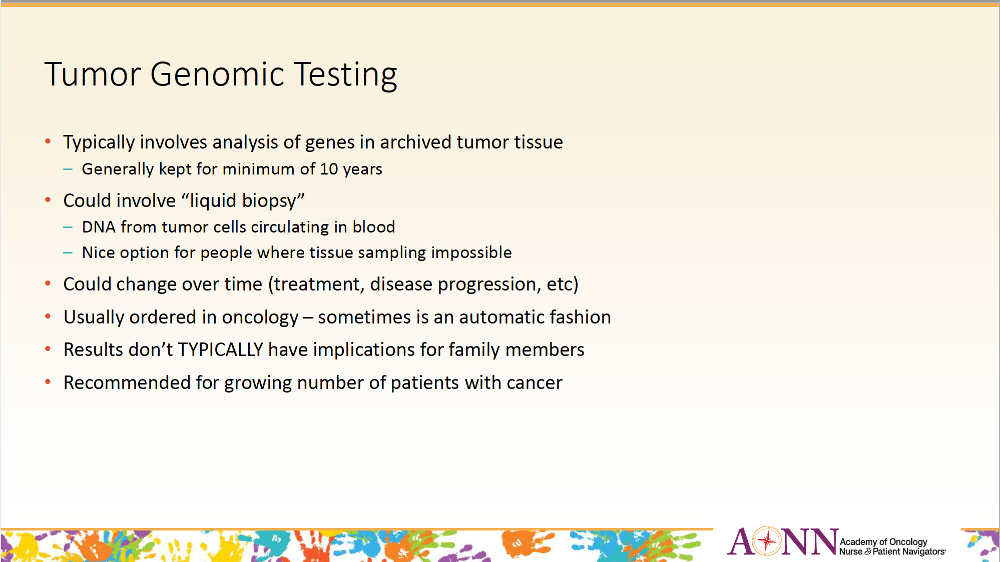 Tumor Genomic Testing
• Typically involves analysis of genes in archived tumor tissue
– Generally kept for minimum of 10 years
• Could involve “liquid biopsy”
– DNA from tumor cells circulating in blood
– Nice option for people where tissue sampling impossible
• Could change over time (treatment, disease progression, etc)
• Usually ordered in oncology – sometimes is an automatic fashion
• Results don’t TYPICALLY have implications for family members
• Recommended for growing number of patients with cancer
AONN
Academy of Oncology
Nurse & Patient Navigators®